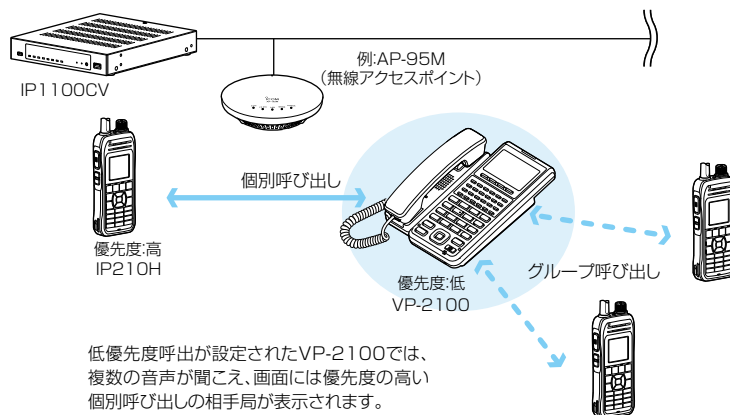 例:AP-95M
(無線アクセスポイント)
IP1100CV
個別呼び出し
優先度:高
IP210H
優先度:低
VP-2100
グループ呼び出し
低優先度呼出が設定されたVP-2100では、
複数の音声が聞こえ、画面には優先度の高い
個別呼び出しの相手局が表示されます。